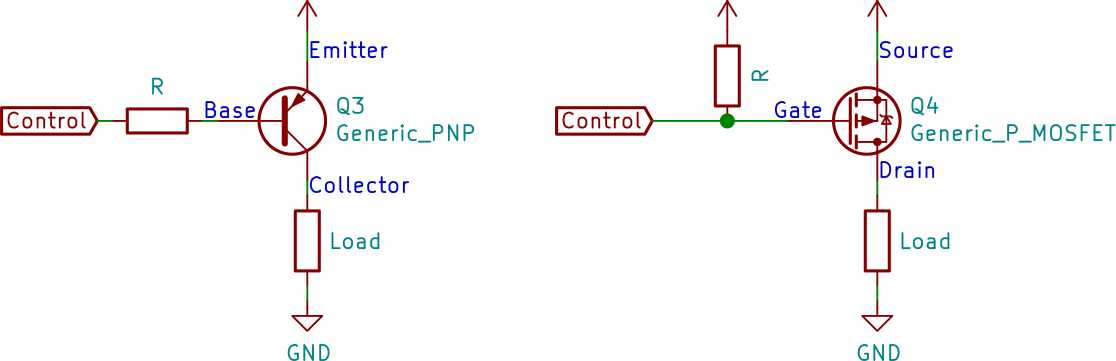 Emitter
R
Control
Base
Q3
Generic_PNP
Collector
Load
GND
Source
R
Control
Gate
Q4
Generic_P_MOSFET
Drain
Load
GND